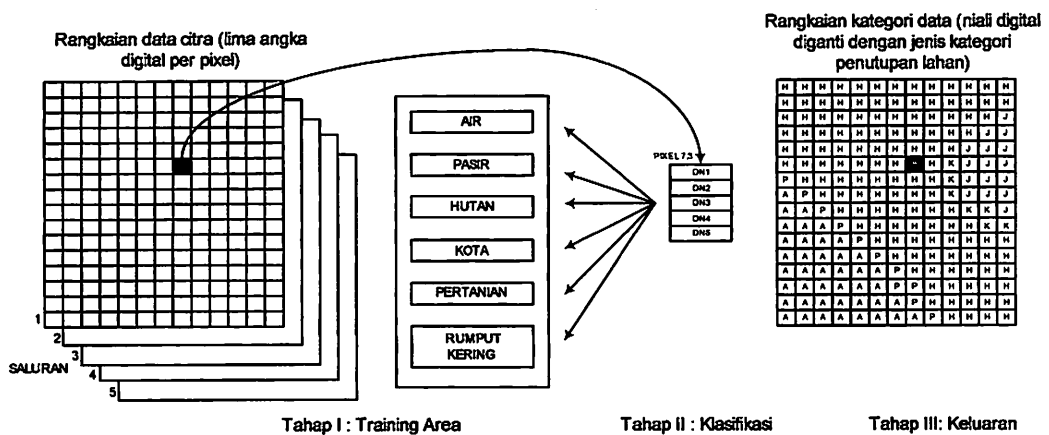 Rangkaian data citra (lima angka
digital per pixel)
1
2
3
4
5
SALURAN
AIR
PASIR
HUTAN
KOTA
PERTANIAN
RUMPUT
KERING
PIXEL 7,3
DN1
DN2
DN3
DN4
DN5
Rangkaian kategori data (niali digital
diganti dengan jenis kategori
penutupan lahan)
H H H H H H H H H H H H H
H H H H H H H H H H H H H
H H H H H H H H H H H H J
H H H H H H H H H H H J J
H H H H H H H H H H J J J
H H H H H H H H K J J J
P H H H H H H H H K J J J
A P H H H H H H H K J J J
A A P H H H H H H H K K J
A A A P H H H H H H H K K
A A A A P H H H H H H H H
A A A A A P H H H H H H H
A A A A A A P H H H H H H
A A A A A A P P H H H H H
A A A A A A A P H H H H H
A A A A A A A A P H H H H
Tahap I : Training Area
Tahap II : Klasifikasi
Tahap III: Keluaran